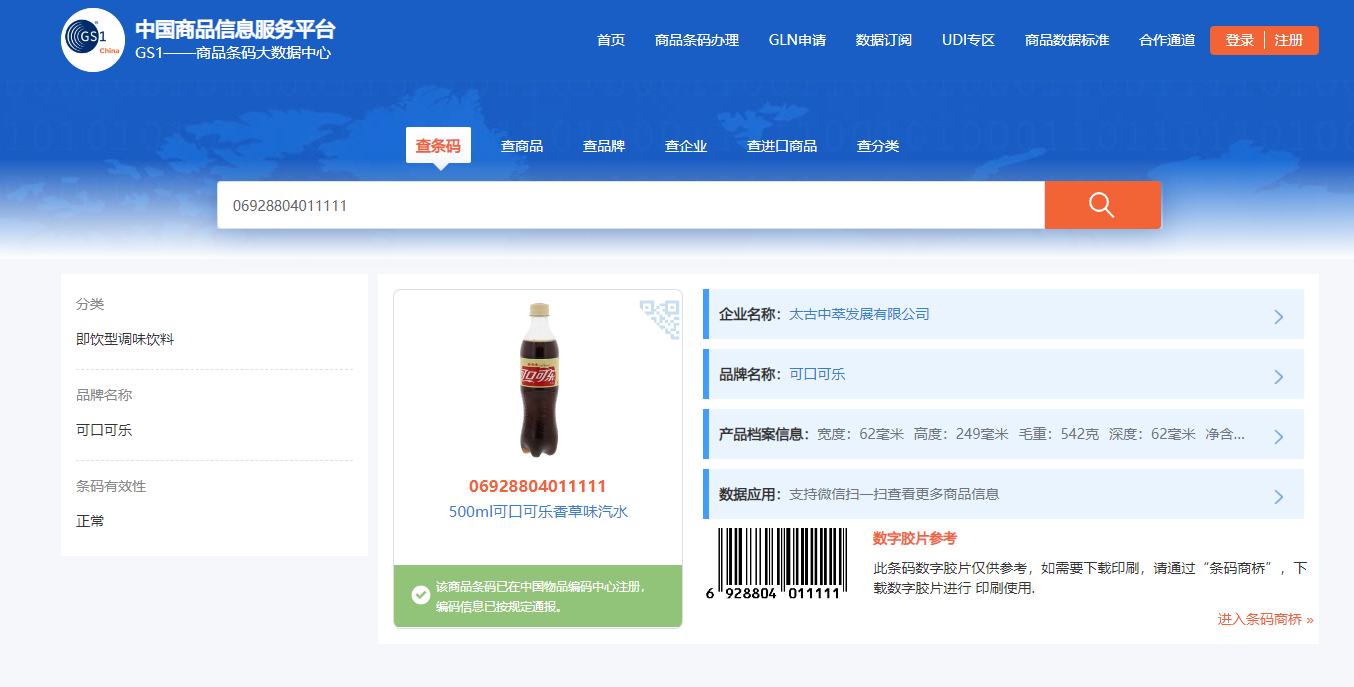 GS1
China
中国商品信息服务平台
GS1——商品条码大数据中心
首页
商品条码办理
GLN申请
数据订阅
UDI专区
商品数据标准
合作通道
登录
注册
查条码
查商品
查品牌
查企业
查进口商品
查分类
06928804011111
分类
即饮型调味饮料
品牌名称
可口可乐
条码有效性
正常
可口可乐
06928804011111
500ml可口可乐香草味汽水
该商品条码已在中国物品编码中心注册,
编码信息已按规定通报。
企业名称：太古中萃发展有限公司
品牌名称：可口可乐
产品档案信息：宽度：62毫米 高度：249毫米 毛重：542克 深度：62毫米 净含...
数据应用：支持微信扫一扫查看更多商品信息
6 928804 011111
数字胶片参考
此条码数字胶片仅供参考，如需要下载印刷，请通过“条码商桥”，下
载数字胶片进行 印刷使用.
进入条码商桥 »